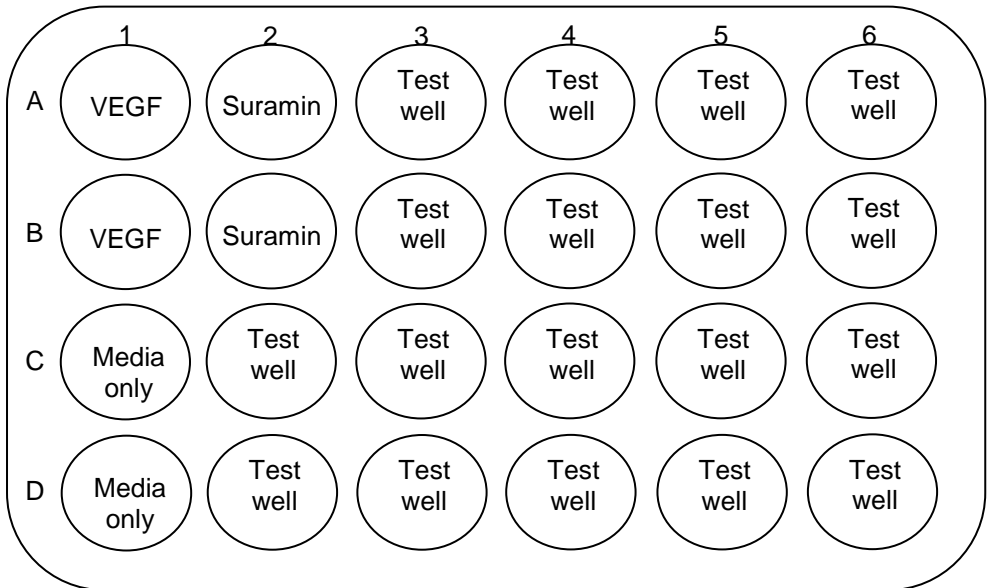 1 2 3 4 5 6
A VEGF Suramin Test well Test well Test well Test well
B VEGF Suramin Test well Test well Test well Test well
C Media only Test well Test well Test well Test well Test well
D Media only Test well Test well Test well Test well Test well